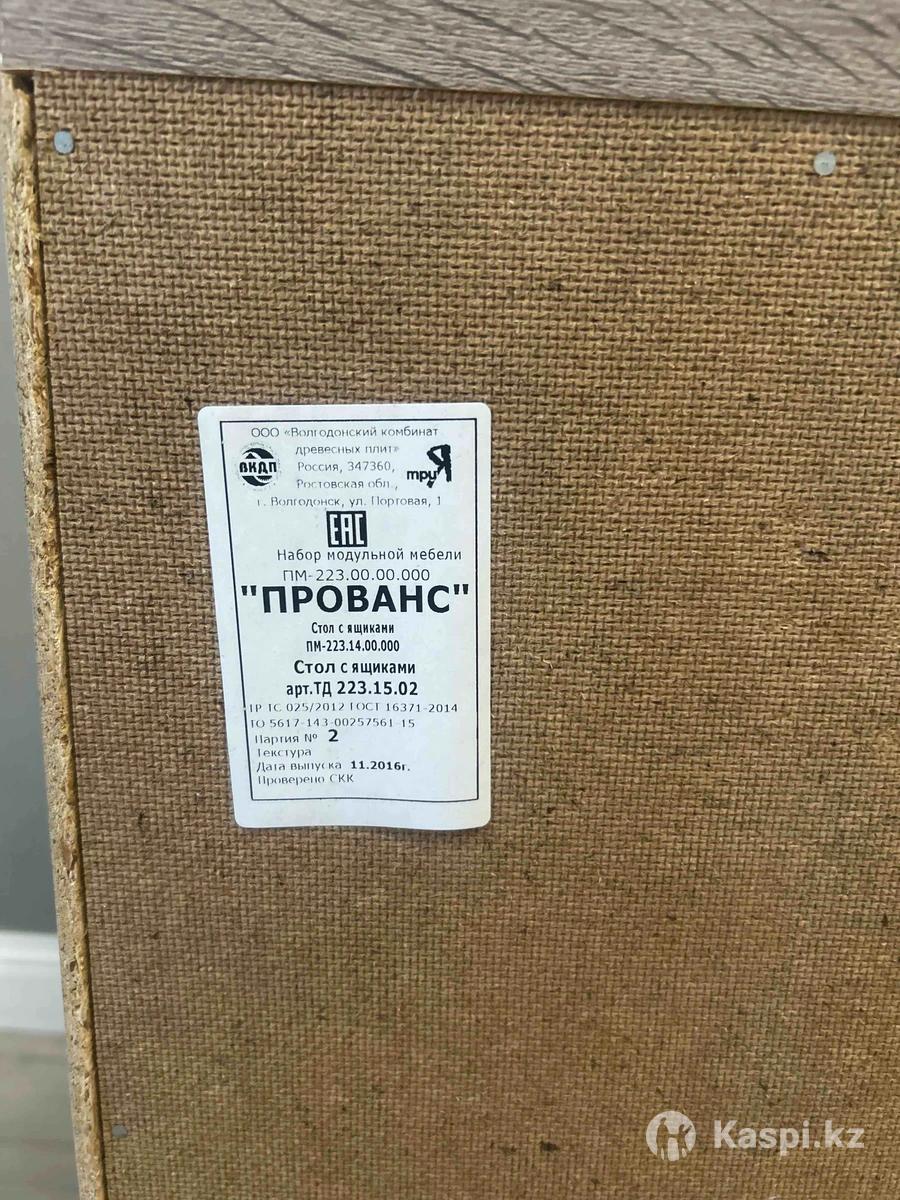 ООО «Волгодонский комбинат
древесных плит»
ВКДП
Россия, 347360,
триЯ
Ростовская обл.,
г. Волгодонск, ул. Портовая, 1
ЕАС
Набор модульной мебели
ПМ-223.00.00.000
"ПРОВАНС"
Стол с ящиками
ПМ-223.14.00.000
Стол с ящиками
арт.ТД 223.15.02
ТР ТС 025/2012 ГОСТ 16371-2014
ТО 5617-143-00257561-15
Партия № 2
Текстура
Дата выпуска 11.2016г.
Проверено СКК
Kaspi.kz